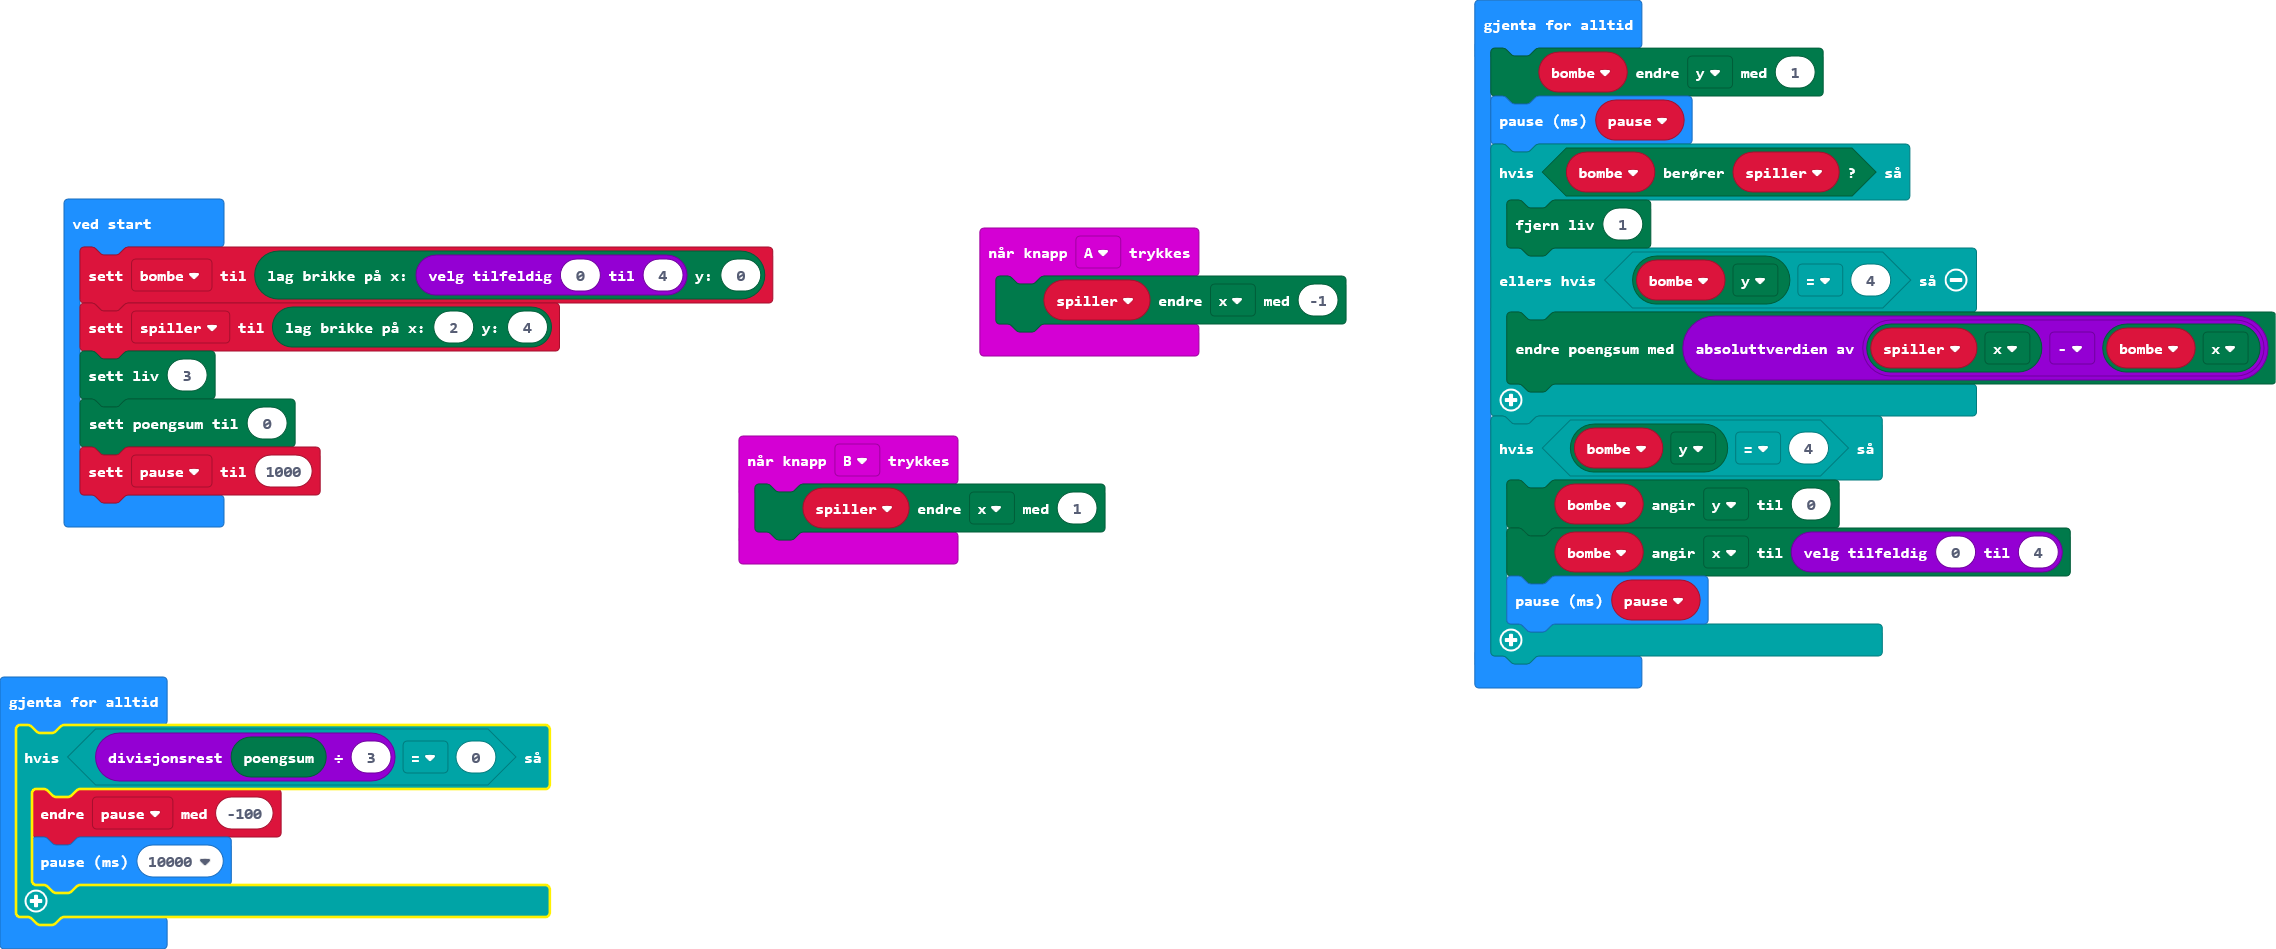 ved start
sett bombe til lag brikke på x: velg tilfeldig 0 til 4 y: 0
sett spiller til lag brikke på x: 2 y: 4
sett liv 3
sett poengsum til 0
sett pause til 1000
når knapp A trykkes
spiller endre x med -1
når knapp B trykkes
spiller endre x med 1
gjenta for alltid
bombe endre y med 1
pause (ms) pause
hvis bombe berører spiller ? så
fjern liv 1
ellers hvis bombe y = 4 så
endre poengsum med absoluttverdien av spiller x - bombe x
hvis bombe y = 4 så
bombe angir y til 0
bombe angir x til velg tilfeldig 0 til 4
pause (ms) pause
gjenta for alltid
hvis divisjonsrest poengsum ÷ 3 = 0 så
endre pause med -100
pause (ms) 10000